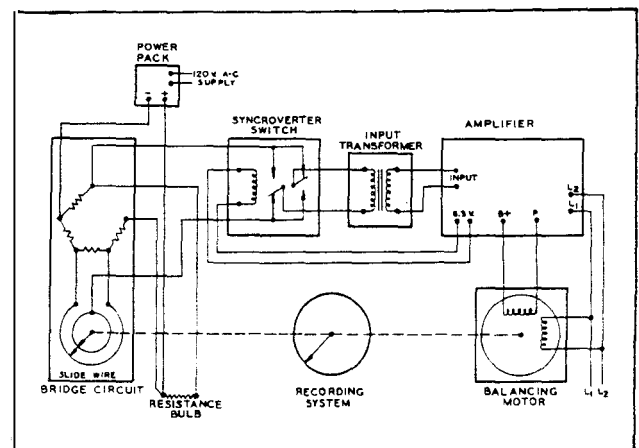 POWER
PACK
120 V. A-C
SUPPLY
- +
SYNCROVERTER
SWITCH
INPUT
TRANSFORMER
AMPLIFIER
INPUT
6.3 V.
B+
P
L2
L1
SLIDE WIRE
BRIDGE CIRCUIT
RESISTANCE
BULB
RECORDING
SYSTEM
BALANCING
MOTOR
L1 L2